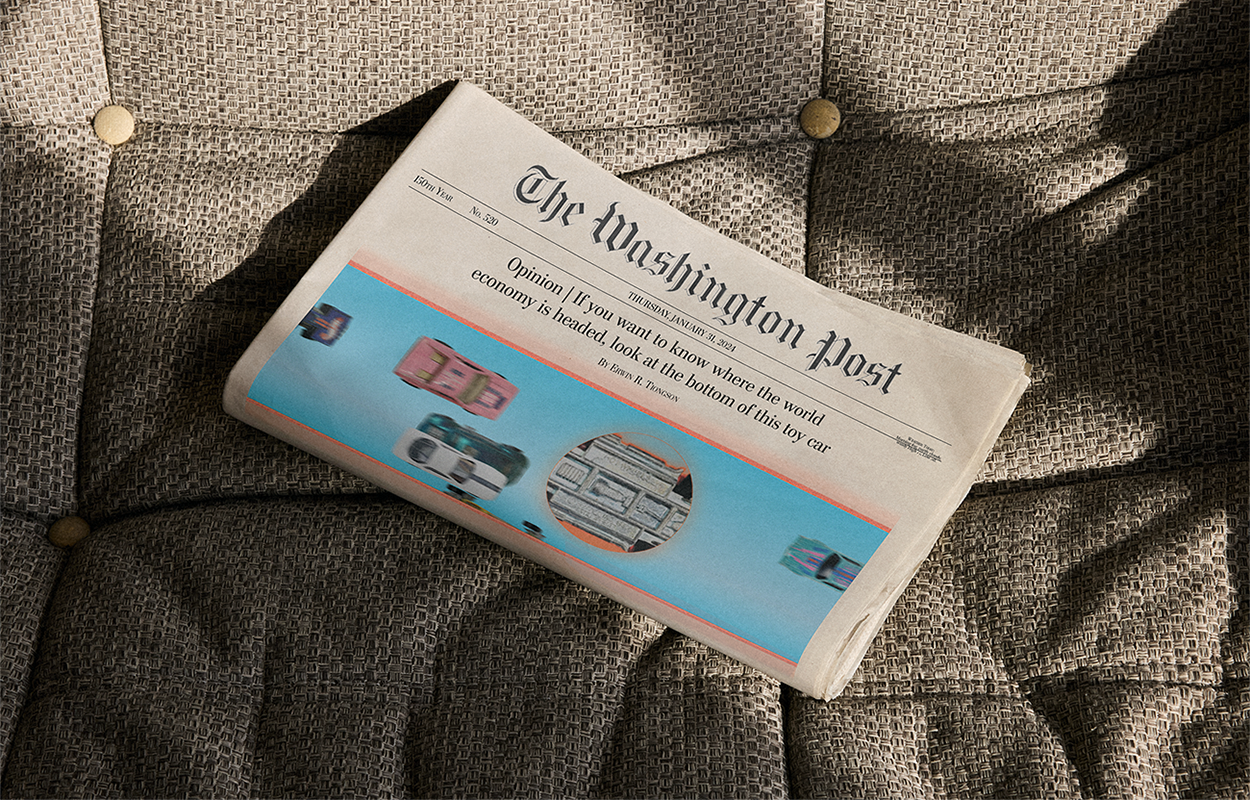 The Washington Post
150th Year No. 520
THURSDAY, JANUARY 31, 2024
Opinion | If you want to know where the world
economy is headed, look at the bottom of this toy car
By Erwin R. Tiongson